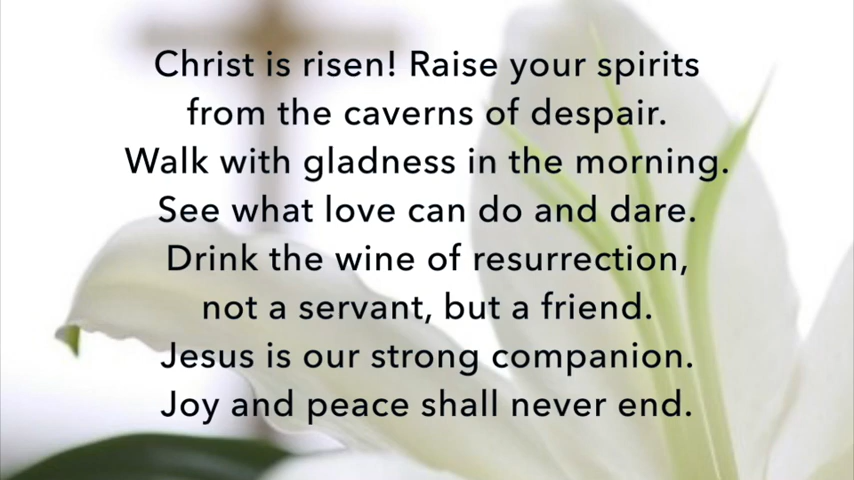 Christ is risen! Raise your spirits
from the caverns of despair.
Walk with gladness in the morning.
See what love can do and dare.
Drink the wine of resurrection,
not a servant, but a friend.
Jesus is our strong companion.
Joy and peace shall never end.